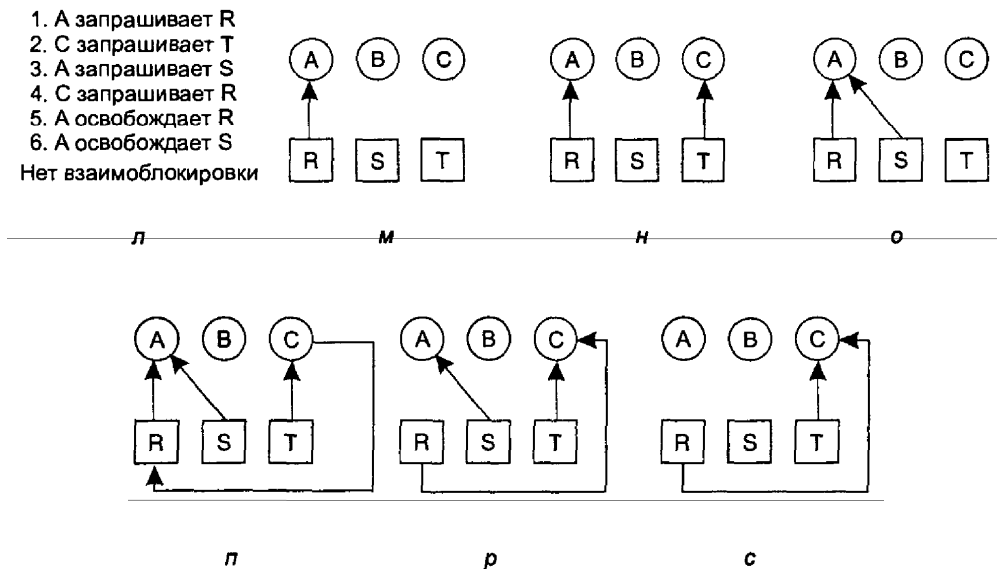 1. А запрашивает R
2. С запрашивает T
3. А запрашивает S
4. С запрашивает R
5. А освобождает R
6. А освобождает S
Нет взаимоблокировки
A B C
R S T
A B C
R S T
A B C
R S T
л м н о
A B C
R S T
A B C
R S T
A B C
R S T
п р с